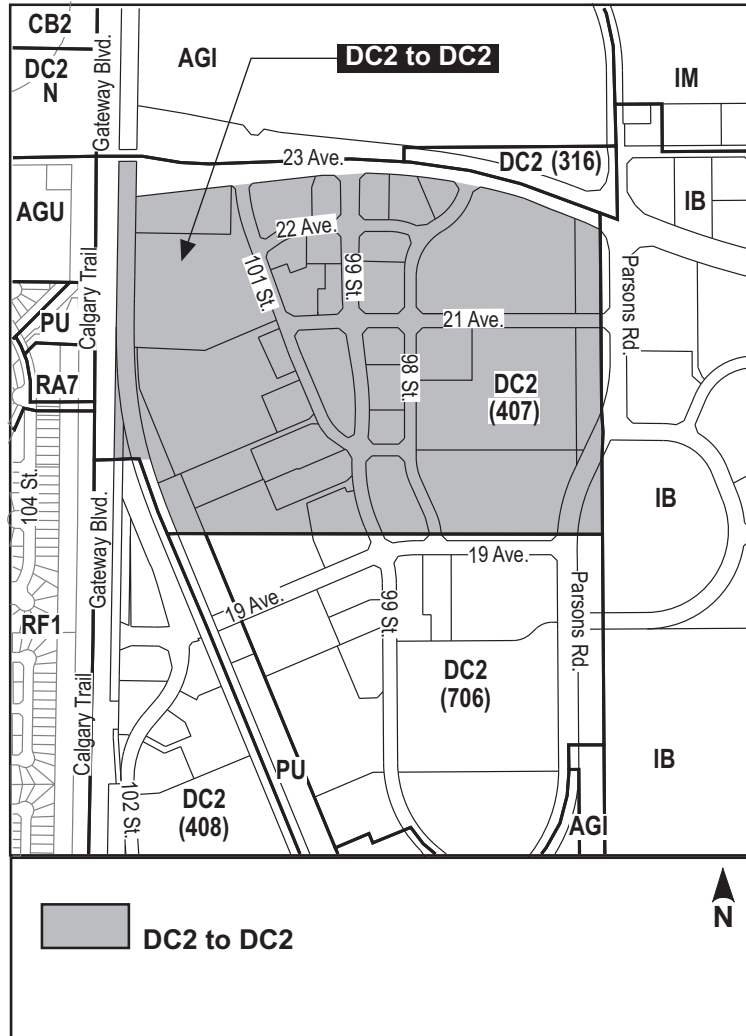 CB2
DC2
N
Gateway Blvd.
AGI
DC2 to DC2
IM
23 Ave.
DC2 (316)
AGU
IB
22 Ave.
Calgary Trail
101 St.
99 St.
Parsons Rd.
PU
21 Ave.
RA7
98 St.
DC2
(407)
104 St.
IB
Gateway Blvd.
19 Ave.
19 Ave.
99 St.
Parsons Rd.
RF1
DC2
(706)
Calgary Trail
PU
IB
102 St.
DC2
(408)
AGI
N
DC2 to DC2